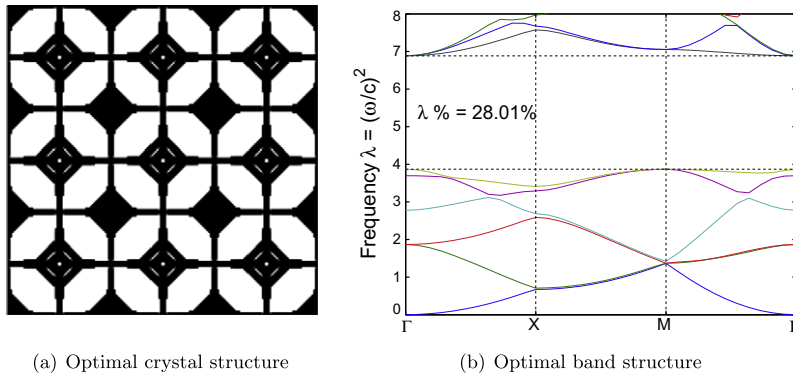 8
7
6
5
4
3
2
1
0
Frequency λ = (ω/c)²
λ % = 28.01%
Γ X M Γ
(a) Optimal crystal structure (b) Optimal band structure